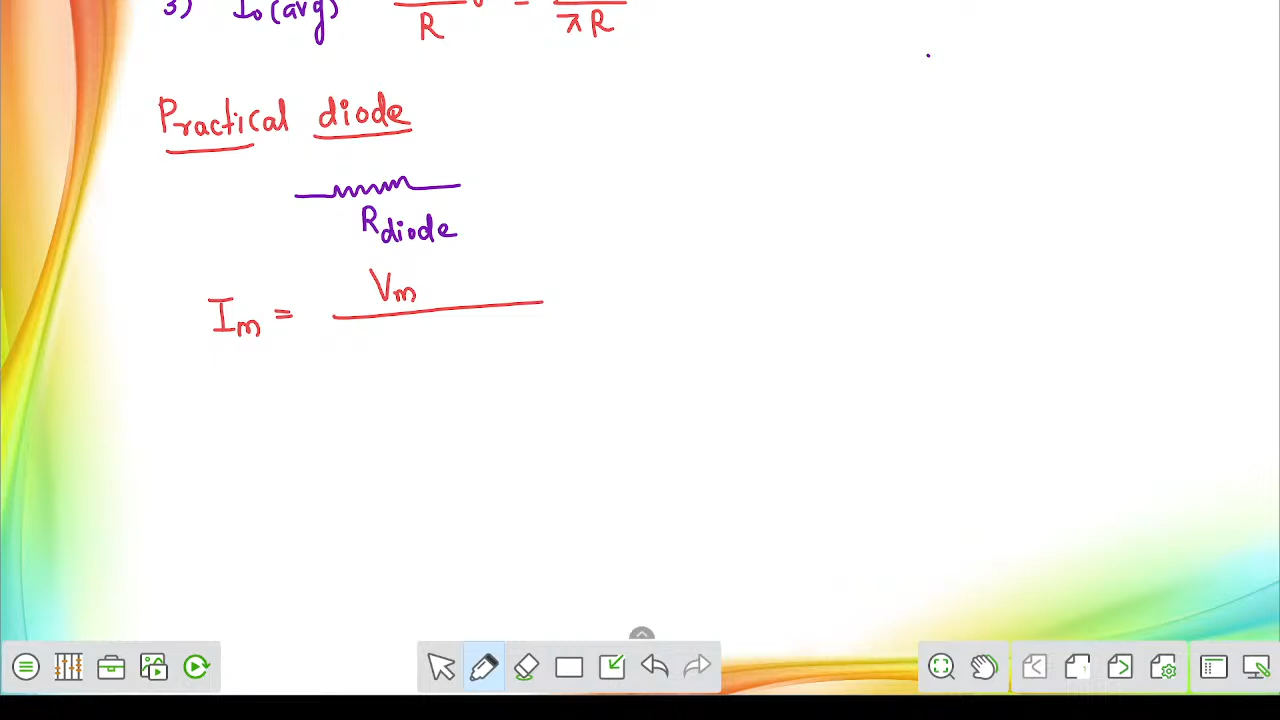 3) Io(avg) R = πR
Practical diode
Rdiode
Im = Vm